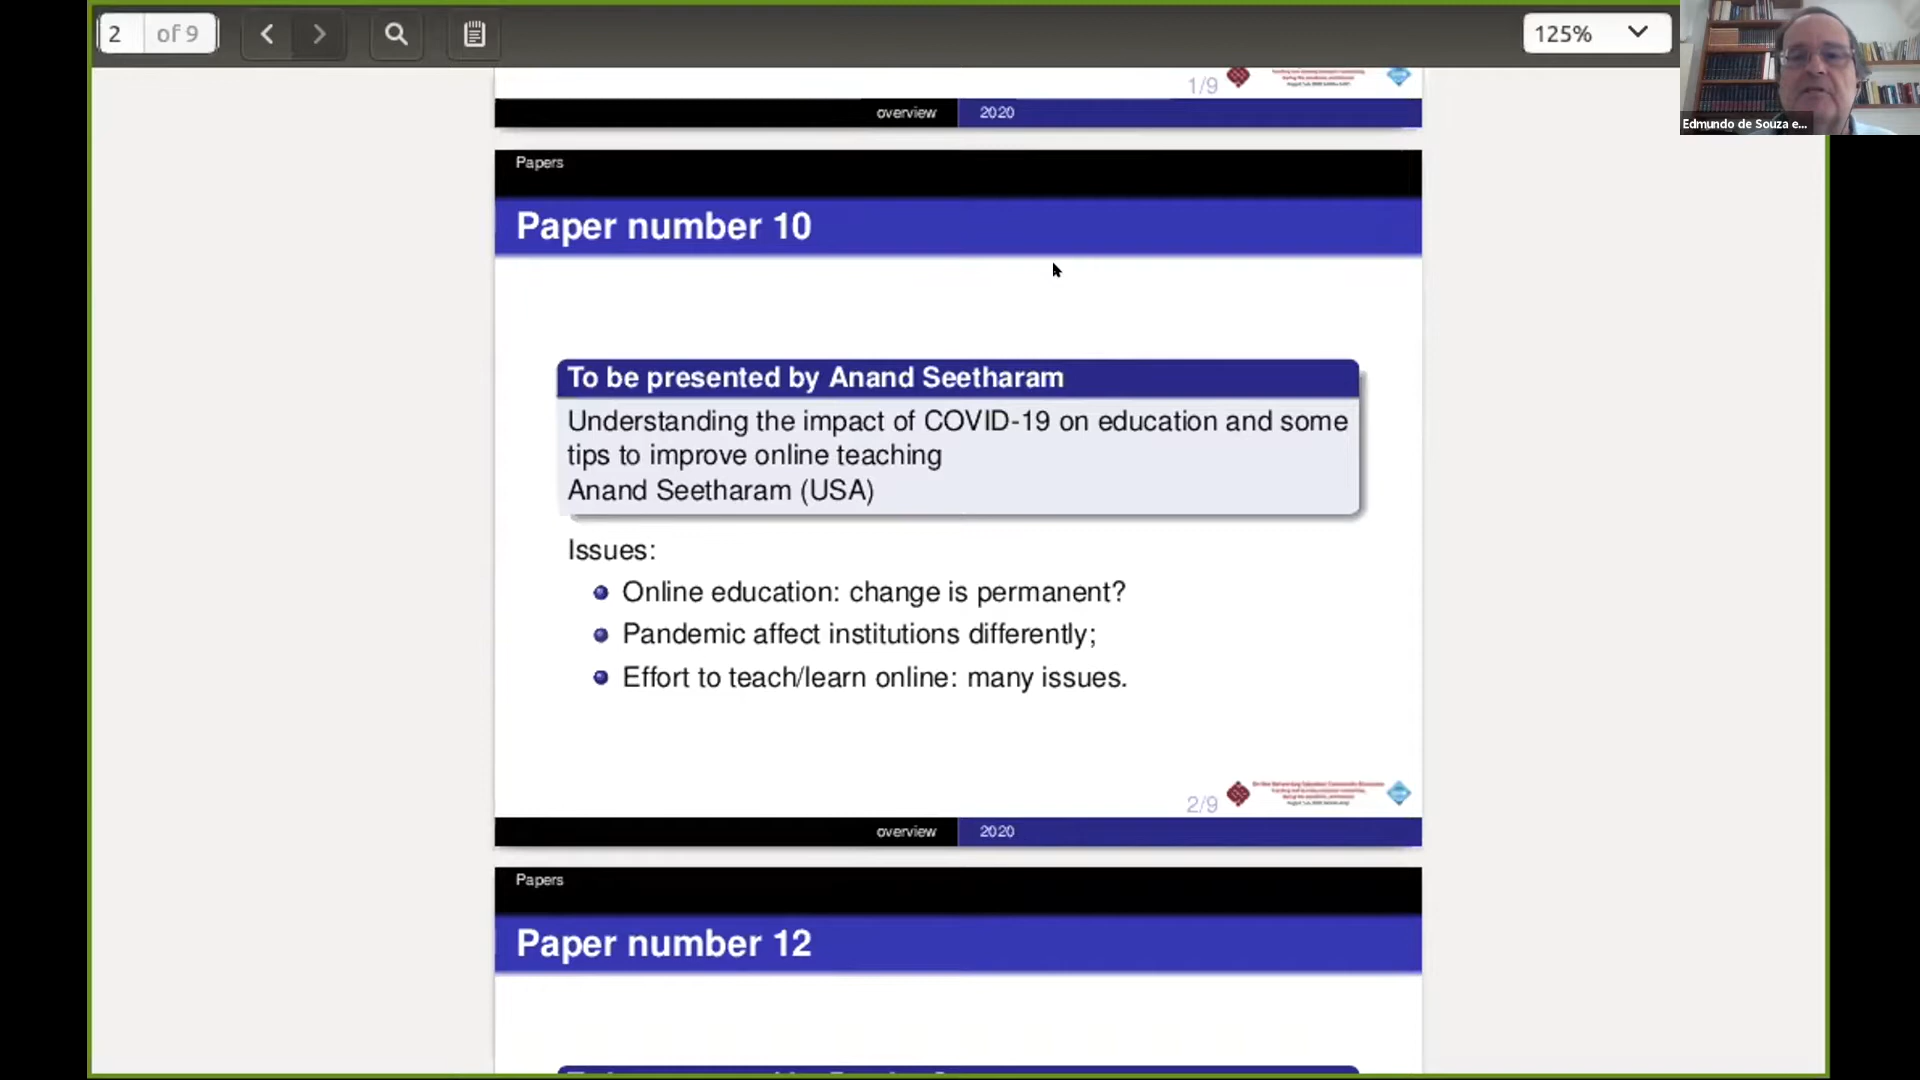 2 of 9
125%
Edmundo de Souza e...
1/9
overview 2020
Papers
Paper number 10
To be presented by Anand Seetharam
Understanding the impact of COVID-19 on education and some
tips to improve online teaching
Anand Seetharam (USA)
Issues:
Online education: change is permanent?
Pandemic affect institutions differently;
Effort to teach/learn online: many issues.
2/9
overview 2020
Papers
Paper number 12